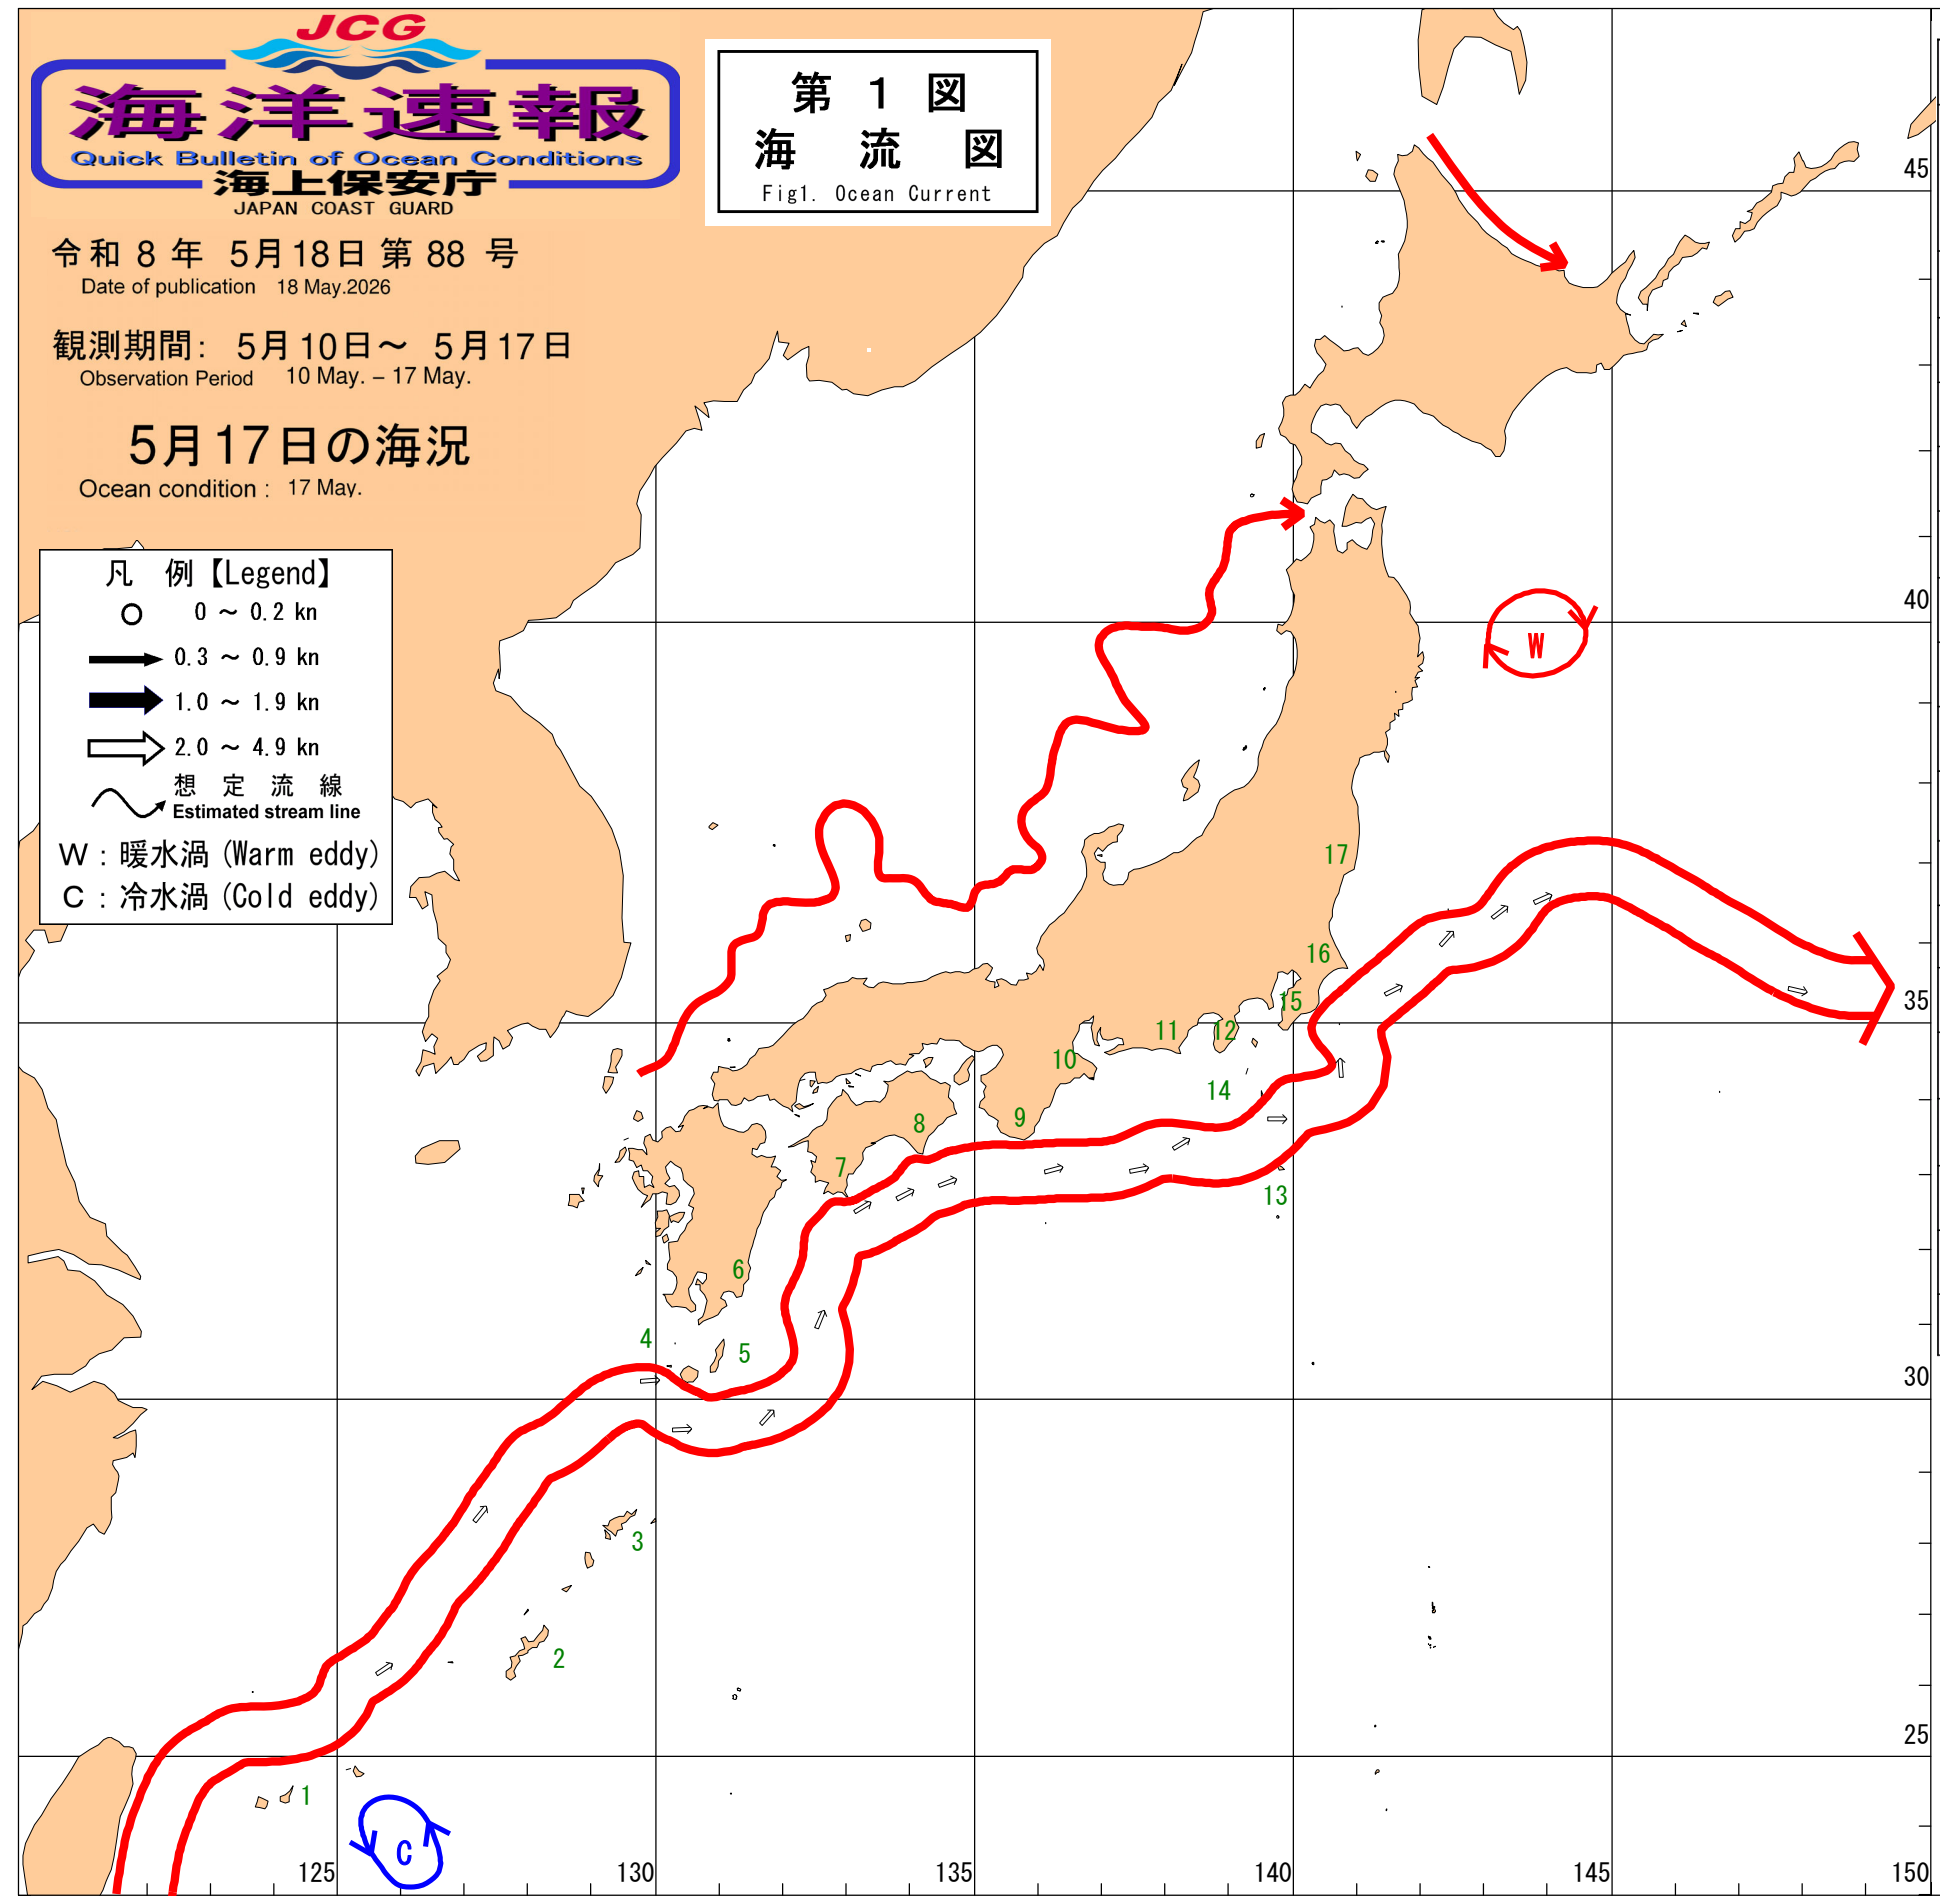 JCG
海洋速報
Quick Bulletin of Ocean Conditions
海上保安庁
JAPAN COAST GUARD
第 1 図
海 流 図
Fig1. Ocean Current
令和 8 年 5月18日 第 88 号
Date of publication 18 May.2026
観測期間: 5月10日～ 5月17日
Observation Period 10 May. – 17 May.
5月17日の海況
Ocean condition : 17 May.
凡 例【Legend】
0 ～ 0.2 kn
0.3 ～ 0.9 kn
1.0 ～ 1.9 kn
2.0 ～ 4.9 kn
想 定 流 線
Estimated stream line
W : 暖水渦 (Warm eddy)
C : 冷水渦 (Cold eddy)
45
40
W
17
16
35
15
12
11
10
14
9
8
7
13
6
4
5
30
3
2
25
1
C
125
130
135
140
145
150